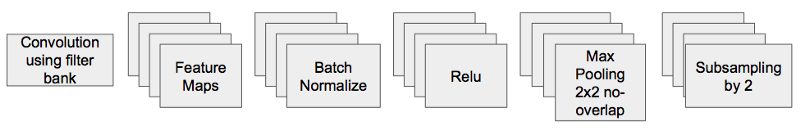 Convolution
using filter
bank
Feature
Maps
Batch
Normalize
Relu
Max
Pooling
2x2 no-
overlap
Subsampling
by 2